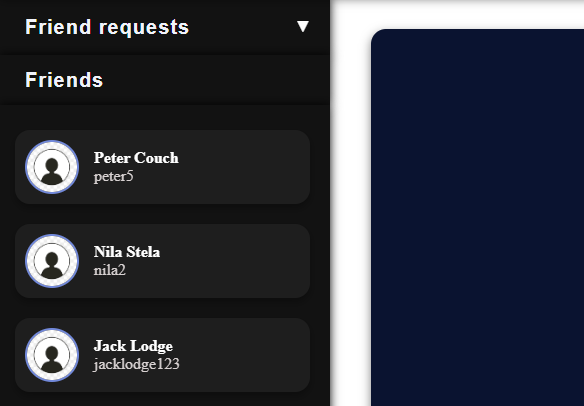 Friend requests ▼
Friends
Peter Couch
peter5
Nila Stela
nila2
Jack Lodge
jacklodge123